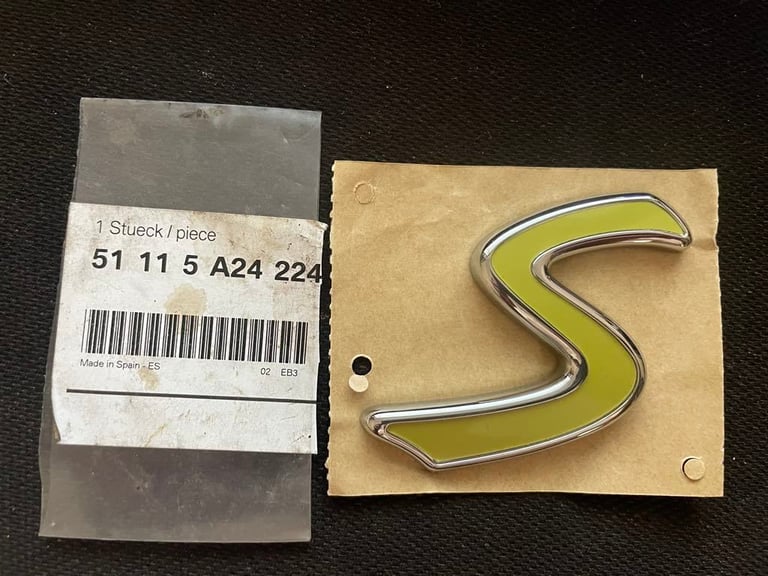 1 Stueck / piece
51 11 5 A24 224
Made in Spain - ES 02 EB3
S